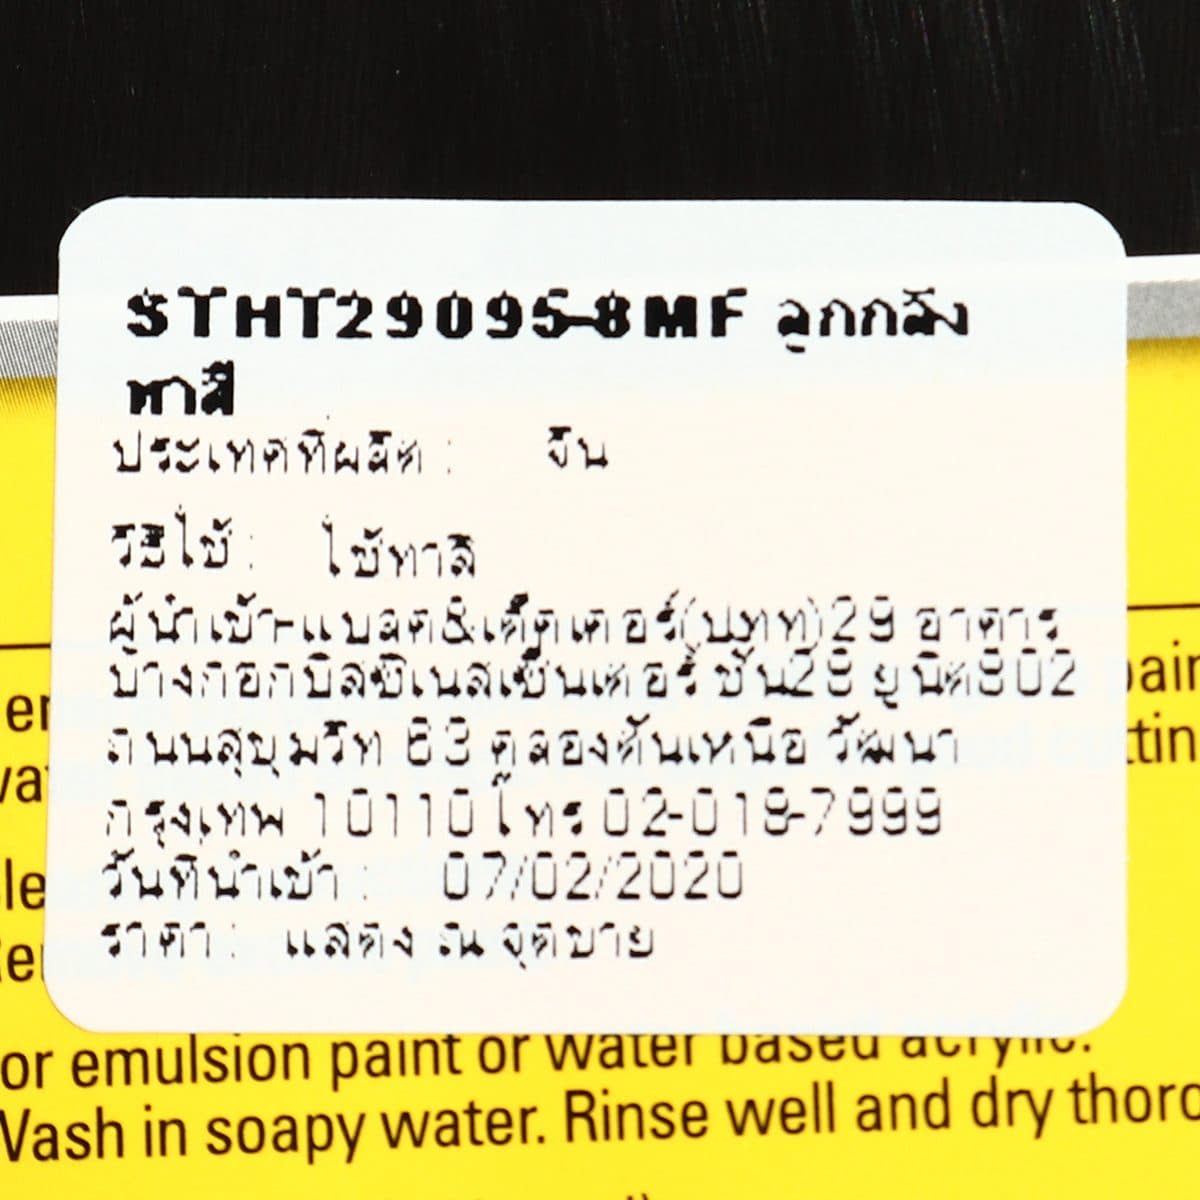 STHT29095-8MF ลูกกลิ้ง
ทาสี
ประเทศที่ผลิต : จีน
วิธีใช้ : ใช้ทาสี
ผู้นำเข้า-แบลค&เด็คเกอร์(ปทท)29 อาคาร
บางกอกบิสซิเนสเซ็นเตอร์ ชั้น29 ยูนิต2902
ถนนสุขุมวิท 63 คลองตันเหนือ วัฒนา
กรุงเทพ 10110 โทร 02-018-7999
วันที่นำเข้า : 07/02/2020
ราคา : แสดง ณ จุดขาย
or emulsion paint or water based acrylic.
Wash in soapy water. Rinse well and dry